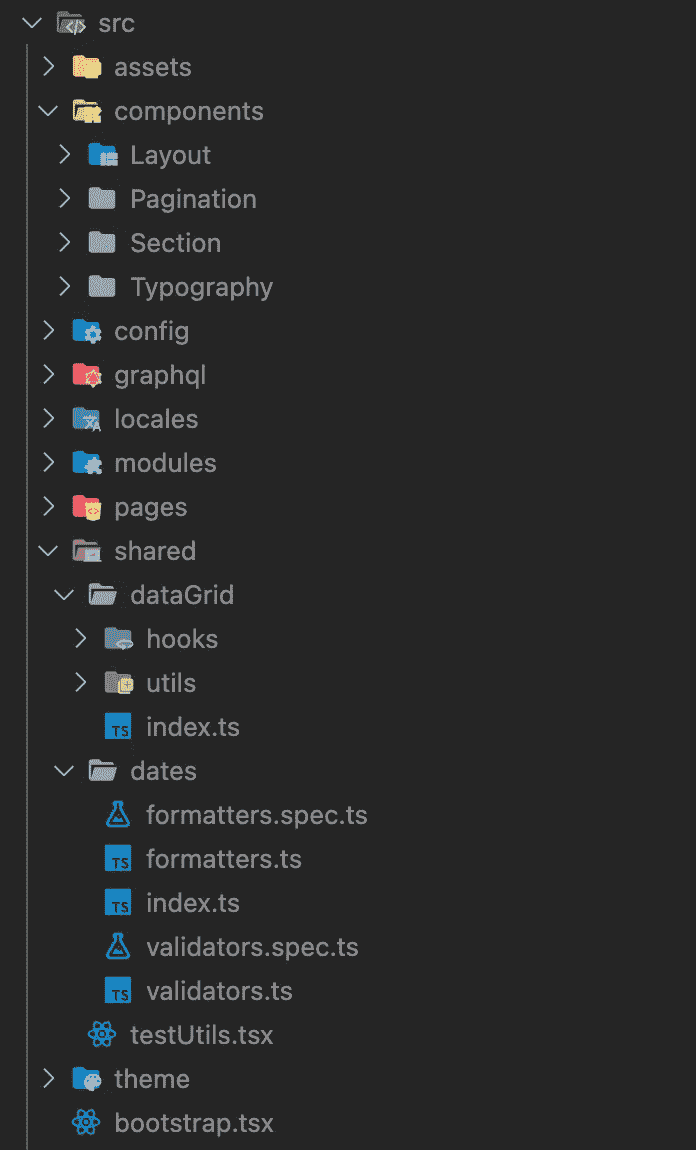 src
assets
components
Layout
Pagination
Section
Typography
config
graphql
locales
modules
pages
shared
dataGrid
hooks
utils
TS index.ts
dates
formatters.spec.ts
TS formatters.ts
TS index.ts
validators.spec.ts
TS validators.ts
testUtils.tsx
theme
bootstrap.tsx